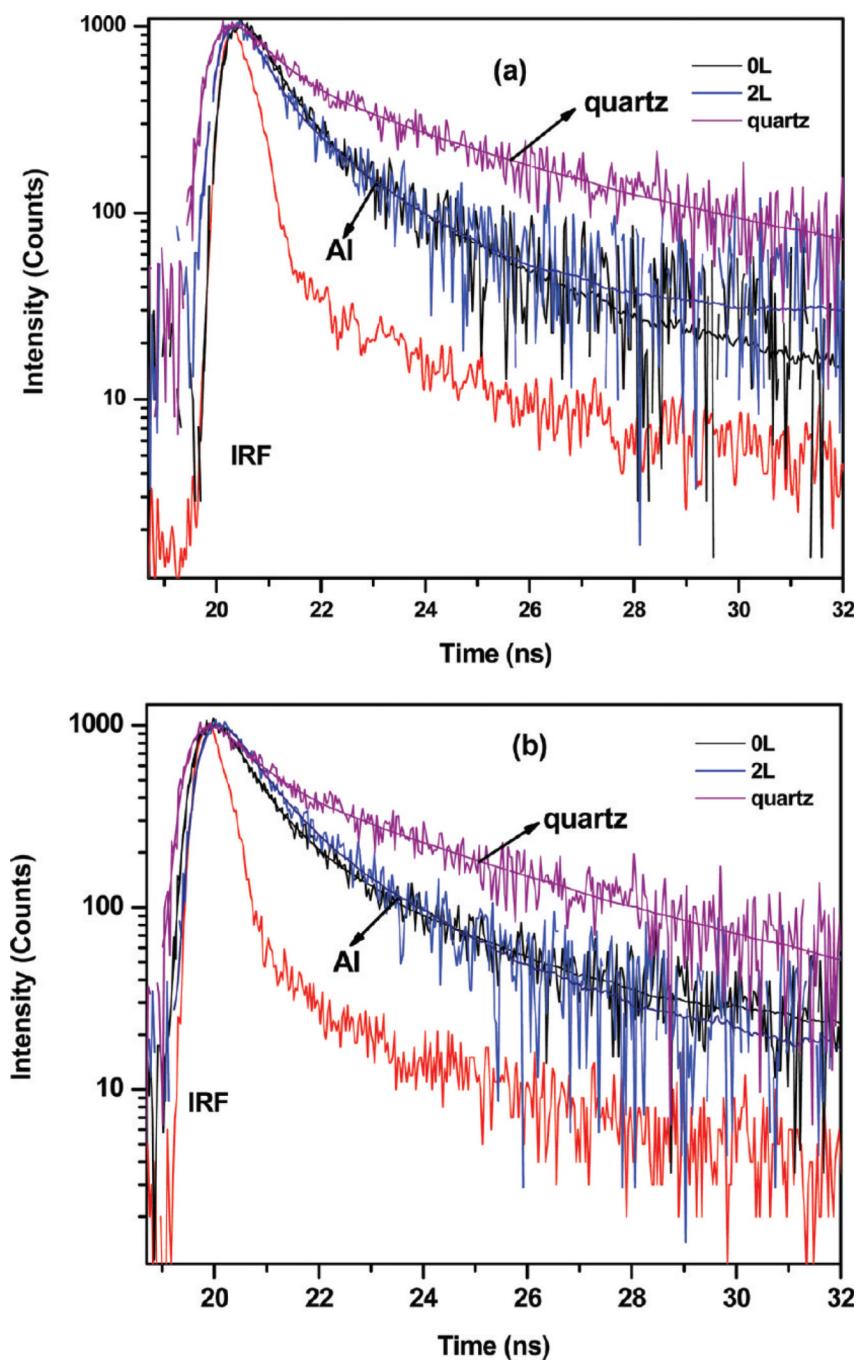 1000
(a)
0L
2L
quartz
quartz
100
Al
10
IRF
Intensity (Counts)
20 22 24 26 28 30 32
Time (ns)
1000
(b)
0L
2L
quartz
quartz
100
Al
10
IRF
Intensity (Counts)
20 22 24 26 28 30 32
Time (ns)